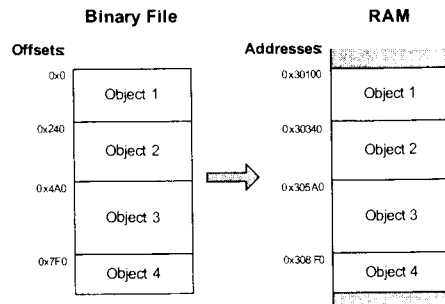 Binary File
Offsets:
0x0
Object 1
0x240
Object 2
0x4A0
Object 3
0x7F0
Object 4
RAM
Addresses:
0x30100
Object 1
0x30340
Object 2
0x305A0
Object 3
0x308F0
Object 4